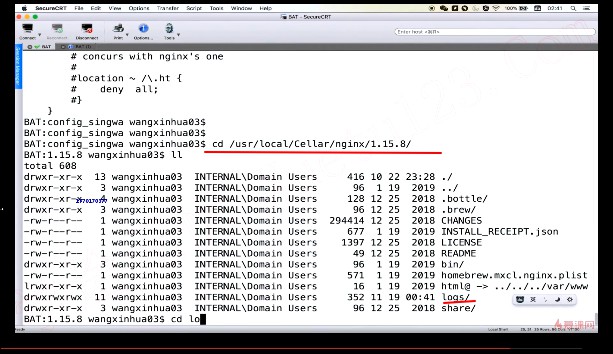 SecureCRT File Edit View Options Transfer Script Tools Window Help
100% 02:41
BAT - SecureCRT
Connect Disconnect Print Options Tools
Enter host <⌘R>
BAT BAT (1)
# concurs with nginx's one
#
#location ~ /\.ht {
# deny all;
#}
}
BAT:config_singwa wangxinhua03$
BAT:config_singwa wangxinhua03$
BAT:config_singwa wangxinhua03$ cd /usr/local/Cellar/nginx/1.15.8/
BAT:1.15.8 wangxinhua03$ ll
total 608
drwxr-xr-x 13 wangxinhua03 INTERNAL\Domain Users 416 10 22 23:28 ./
drwxr-xr-x 3 wangxinhua03 INTERNAL\Domain Users 96 1 19 2019 ../
drwxr-xr-x 4 wangxinhua03 INTERNAL\Domain Users 128 12 25 2018 .bottle/
drwxr-xr-x 3 wangxinhua03 INTERNAL\Domain Users 96 12 25 2018 .brew/
-rw-r--r-- 1 wangxinhua03 INTERNAL\Domain Users 294414 12 25 2018 CHANGES
-rw-r--r-- 1 wangxinhua03 INTERNAL\Domain Users 677 1 19 2019 INSTALL_RECEIPT.json
-rw-r--r-- 1 wangxinhua03 INTERNAL\Domain Users 1397 12 25 2018 LICENSE
-rw-r--r-- 1 wangxinhua03 INTERNAL\Domain Users 49 12 25 2018 README
drwxr-xr-x 3 wangxinhua03 INTERNAL\Domain Users 96 1 19 2019 bin/
-rw-r--r-- 1 wangxinhua03 INTERNAL\Domain Users 571 1 19 2019 homebrew.mxcl.nginx.plist
lrwxr-xr-x 1 wangxinhua03 INTERNAL\Domain Users 16 1 19 2019 html@ -> ../../../var/www
drwxrwxrwx 11 wangxinhua03 INTERNAL\Domain Users 352 11 19 00:41 logs/
drwxr-xr-x 3 wangxinhua03 INTERNAL\Domain Users 96 12 25 2018 share/
BAT:1.15.8 wangxinhua03$ cd lo
英
Ready
慕课网